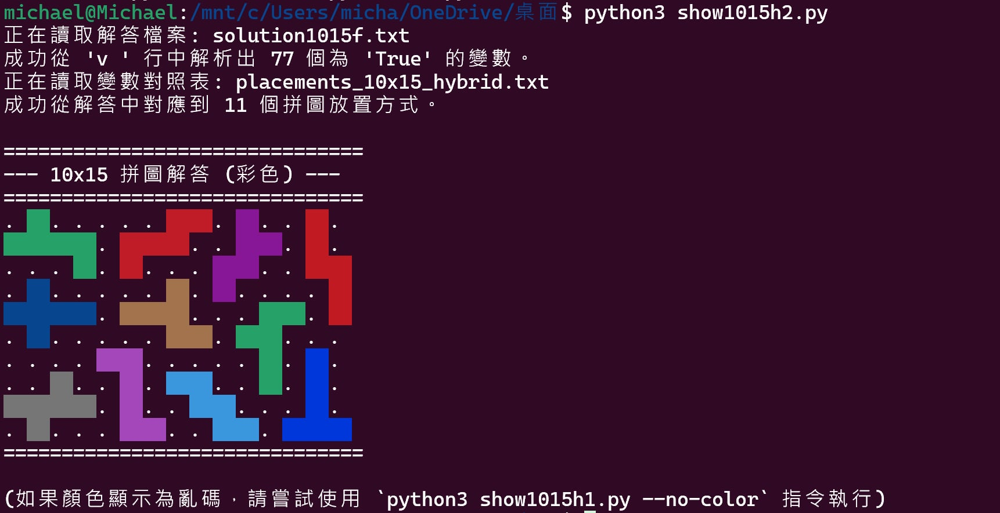 michael@Michael:/mnt/c/Users/micha/OneDrive/桌面$ python3 show1015h2.py
正在讀取解答檔案: solution1015f.txt
成功從 'v ' 行中解析出 77 個為 'True' 的變數。
正在讀取變數對照表: placements_10x15_hybrid.txt
成功從解答中對應到 11 個拼圖放置方式。
===============================
--- 10x15 拼圖解答 (彩色) ---
===============================
. . . . . . . . . .
. . . . .
. . . . . . . . . .
. . . . . . . . . . .
. . . . .
. . . . . . . . . .
. . . . . . . . . . .
. . . . . . . . .
. . . . . . .
. . . . . . .
===============================
(如果顏色顯示為亂碼，請嘗試使用 `python3 show1015h1.py --no-color` 指令執行)